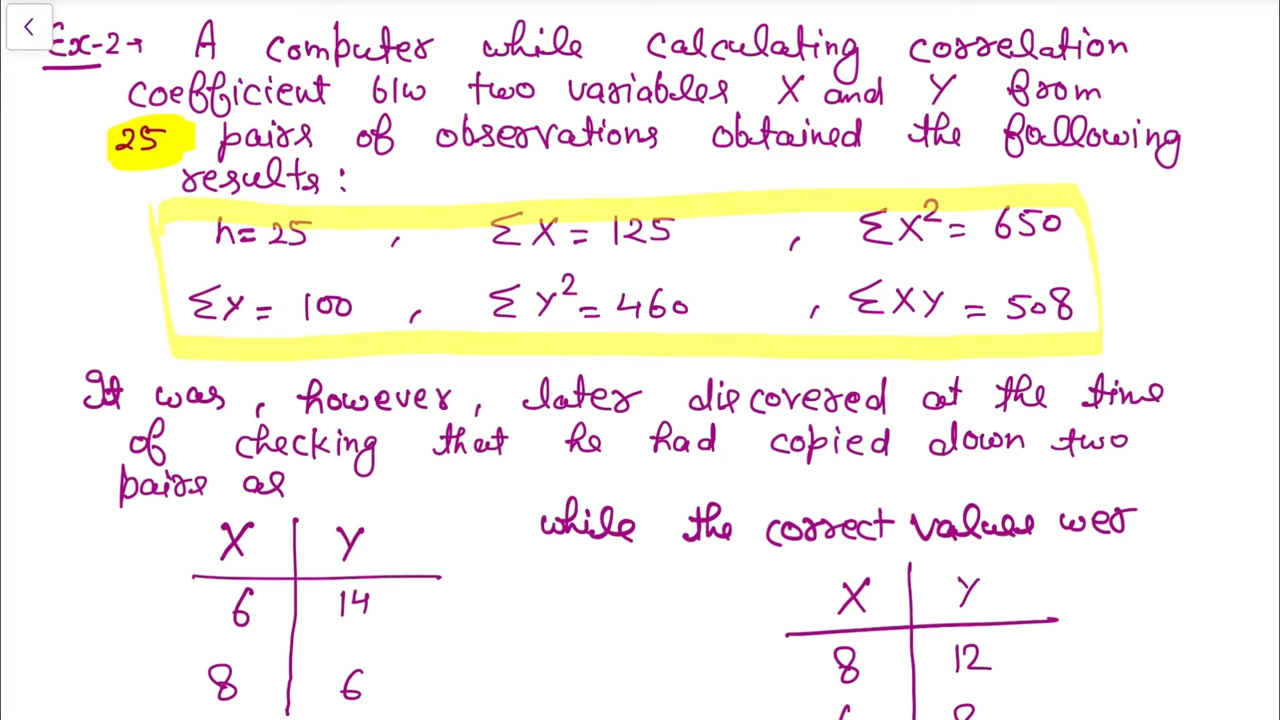 Ex-2→ A computer while calculating correlation
coefficient b/w two variables X and Y from
25 pairs of observations obtained the following
results:
n= 25 , ΣX = 125 , ΣX²= 650
ΣY = 100 , ΣY²= 460 , ΣXY = 508
It was, however, later discovered at the time
of checking that he had copied down two
pairs as
while the correct values wer
X Y
X Y
6 14
8 12
8 6